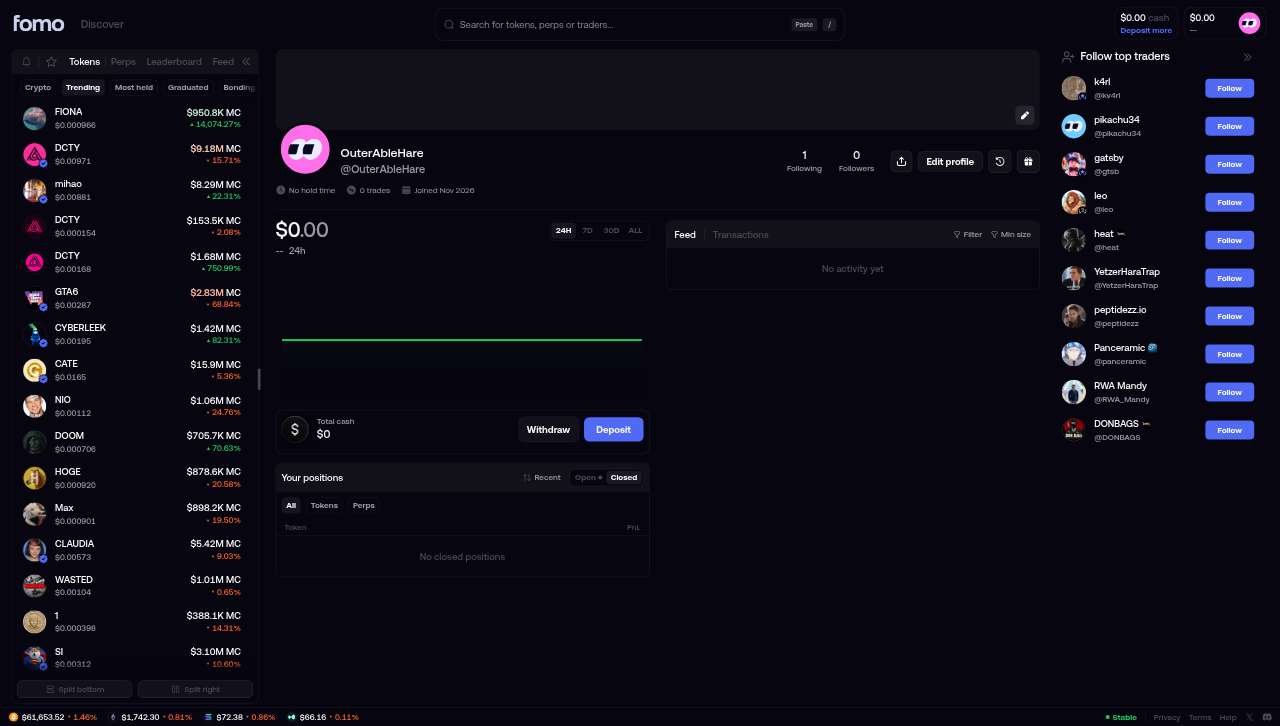 fomo Discover
Search for tokens, perps or traders... Paste /
$0.00 cash
Deposit more
$0.00
--
Tokens Perps Leaderboard Feed
Crypto Trending Most held Graduated Bonding
FIONA $950.8K MC
$0.000966 14,074.27%
DCTY $9.18M MC
$0.00971 15.71%
mihao $8.29M MC
$0.00881 22.31%
DCTY $153.5K MC
$0.000154 2.08%
DCTY $1.68M MC
$0.00168 750.99%
GTA6 $2.83M MC
$0.00287 68.84%
CYBERLEEK $1.42M MC
$0.00195 82.31%
CATE $15.9M MC
$0.0165 5.36%
NIO $1.06M MC
$0.00112 24.76%
DOOM $705.7K MC
$0.000706 70.63%
HOGE $878.6K MC
$0.000920 20.58%
Max $898.2K MC
$0.000901 19.50%
CLAUDIA $5.42M MC
$0.00573 9.03%
WASTED $1.01M MC
$0.00104 0.65%
1 $388.1K MC
$0.000398 14.31%
SI $3.10M MC
$0.00312 10.60%
Split bottom Split right
OuterAbleHare
@OuterAbleHare
1 Following
0 Followers
Edit profile
No hold time 0 trades Joined Nov 2026
$0.00
-- 24h
24H 7D 30D ALL
Total cash
$0
Withdraw Deposit
Your positions Recent Open Closed
All Tokens Perps
Token PnL
No closed positions
Feed Transactions Filter Min size
No activity yet
Follow top traders
k4rl
@kv4rl
Follow
pikachu34
@pikachu34
Follow
gatsby
@gtsb
Follow
leo
@leo
Follow
heat
@heat
Follow
YetzerHaraTrap
@YetzerHaraTrap
Follow
peptidezz.io
@peptidezz
Follow
Panceramic
@panceramic
Follow
RWA Mandy
@RWA_Mandy
Follow
DONBAGS
@DONBAGS
Follow
$61,653.52 1.46% $1,742.30 0.81% $72.38 0.86% $66.16 0.11%
Stable Privacy Terms Help